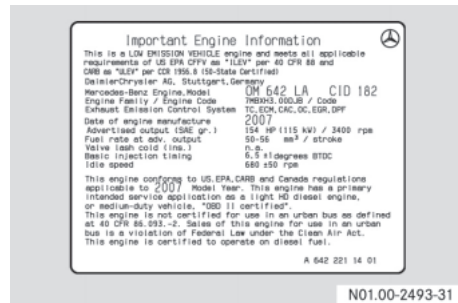 Important Engine Information
This is a LOW EMISSION VEHICLE engine and meets all applicable
requirements of US EPA CFFV as "ILEV" per 40 CFR 88 and
CARB as "ULEV" per CCR 1956.8 (50-State Certified)
DaimlerChrysler AG, Stuttgart,Germany
Mercedes-Benz Engine,Model OM 642 LA CID 182
Engine Family / Engine Code 7MBXH3.00DJB / Code
Exhaust Emission Control System TC,ECM,CAC,OC,EGR,DPF
Date of engine manufacture 2007
Advertised output (SAE gr.) 154 HP (115 kW) / 3400 rpm
Fuel rate at adv. output 50-56 mm³ / stroke
Valve lash cold (ins.) n.a.
Basic injection timing 6,5 ±1degrees BTDC
Idle speed 680 ±50 rpm
This engine conforms to US.EPA,CARB and Canada regulations
applicable to 2007 Model Year. This engine has a primary
intended service application as a light HD diesel engine,
or medium-duty vehicle, "OBD II certified".
This engine is not certified for use in an urban bus as defined
at 40 CFR 86.093.-2. Sales of this engine for use in an urban
bus is a violation of Federal Law under the Clean Air Act.
This engine is certified to operate on diesel fuel.
A 642 221 14 01
N01.00-2493-31